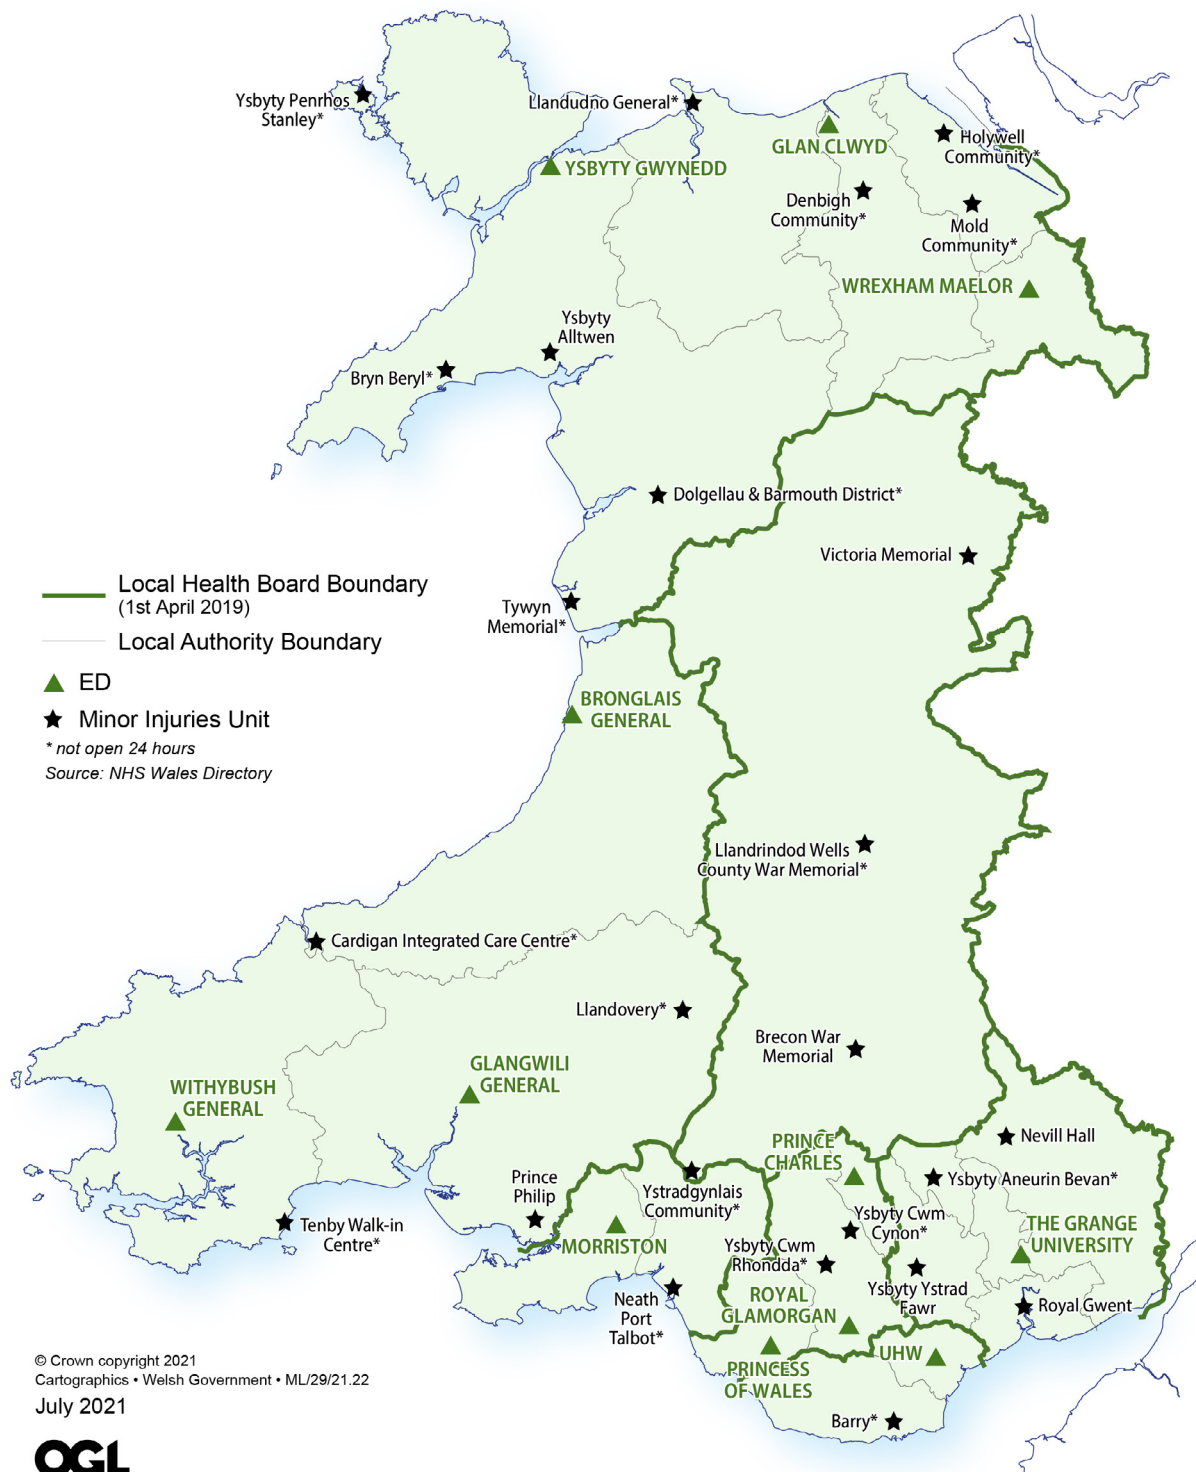 Ysbyty Penrhos
Stanley*
Llandudno General*
GLAN CLWYD
Holywell
Community*
YSBYTY GWYNEDD
Denbigh
Community*
Mold
Community*
WREXHAM MAELOR
Ysbyty
Alltwen
Bryn Beryl*
Dolgellau & Barmouth District*
Victoria Memorial
Local Health Board Boundary
(1st April 2019)
Local Authority Boundary
ED
Minor Injuries Unit
* not open 24 hours
Source: NHS Wales Directory
Tywyn
Memorial*
BRONGLAIS
GENERAL
Llandrindod Wells
County War Memorial*
Cardigan Integrated Care Centre*
Llandovery*
Brecon War
Memorial
GLANGWILI
GENERAL
WITHYBUSH
GENERAL
PRINCE
CHARLES
Nevill Hall
Ysbyty Aneurin Bevan*
Prince
Philip
Ystradgynlais
Community*
Ysbyty Cwm
Cynon*
THE GRANGE
UNIVERSITY
Tenby Walk-in
Centre*
MORRISTON
Ysbyty Cwm
Rhondda*
Ysbyty Ystrad
Fawr
Neath
Port
Talbot*
ROYAL
GLAMORGAN
Royal Gwent
UHW
PRINCESS
OF WALES
Barry*
© Crown copyright 2021
Cartographics • Welsh Government • ML/29/21.22
July 2021
OGL